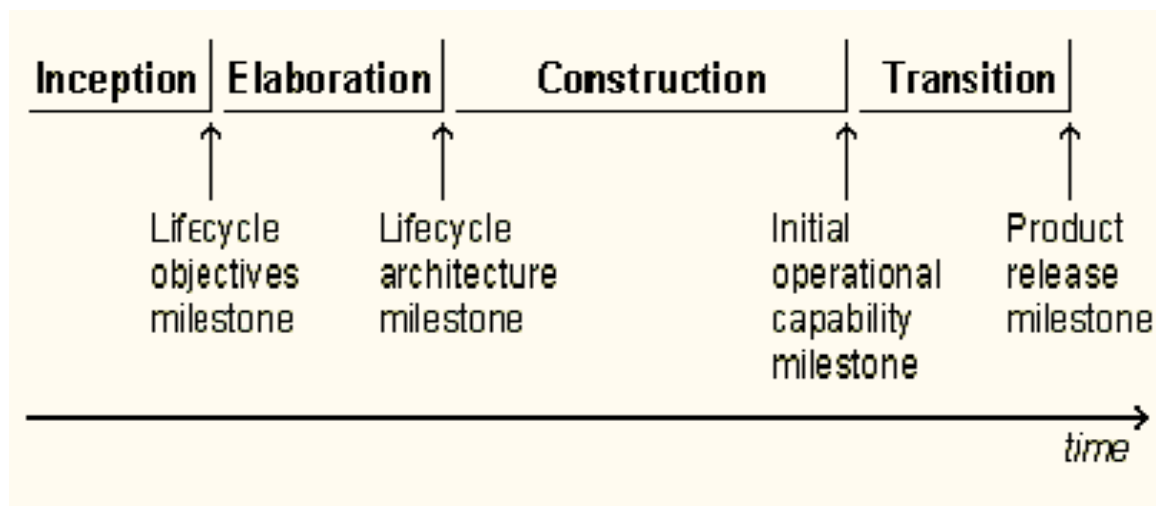 Inception Elaboration Construction Transition
Lifecycle
objectives
milestone
Lifecycle
architecture
milestone
Initial
operational
capability
milestone
Product
release
milestone
time